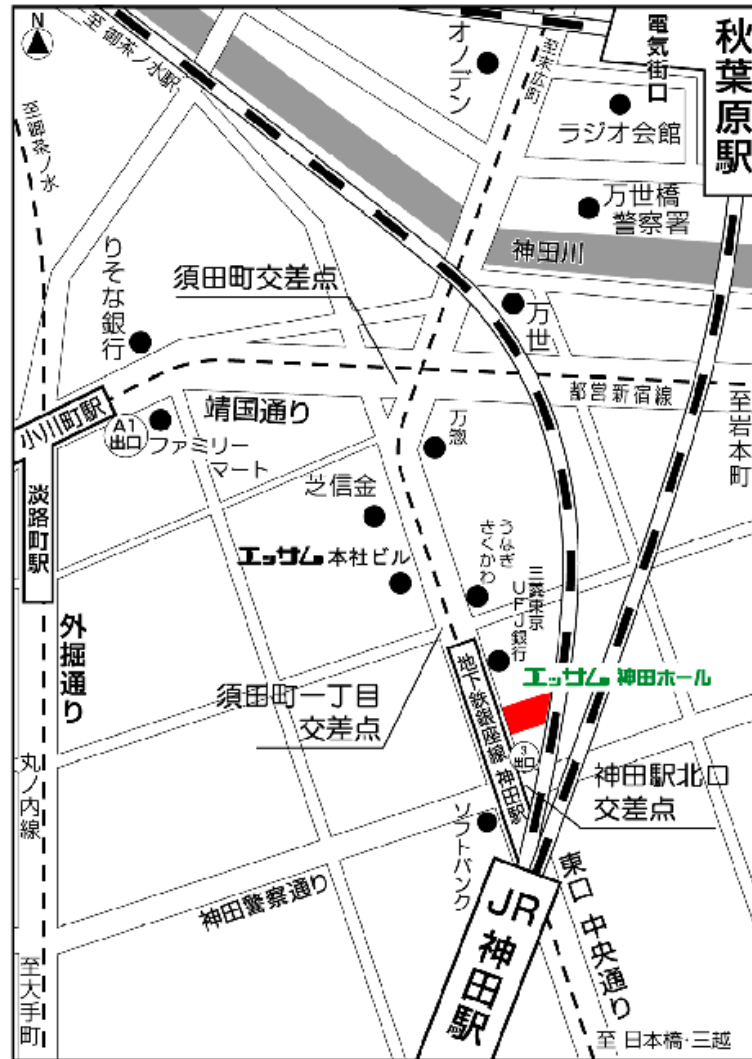 N
至御茶ノ水駅
オノデン
至末広町
電気街口
秋葉原駅
ラジオ会館
至御茶ノ水
万世橋
警察署
神田川
りそな銀行
須田町交差点
万世
都営新宿線
至岩本町
小川町駅
A1
出口
靖国通り
ファミリー
マート
万惣
淡路町駅
芝信金
エッサム 本社ビル
うなぎ
きくかわ
三菱東京
UFJ銀行
外堀通り
エッサム 神田ホール
須田町一丁目
交差点
地下鉄銀座線 神田駅
3
出口
神田駅北口
交差点
丸ノ内線
ソフトバンク
神田警察通り
JR神田駅
東口 中央通り
至大手町
至 日本橋・三越